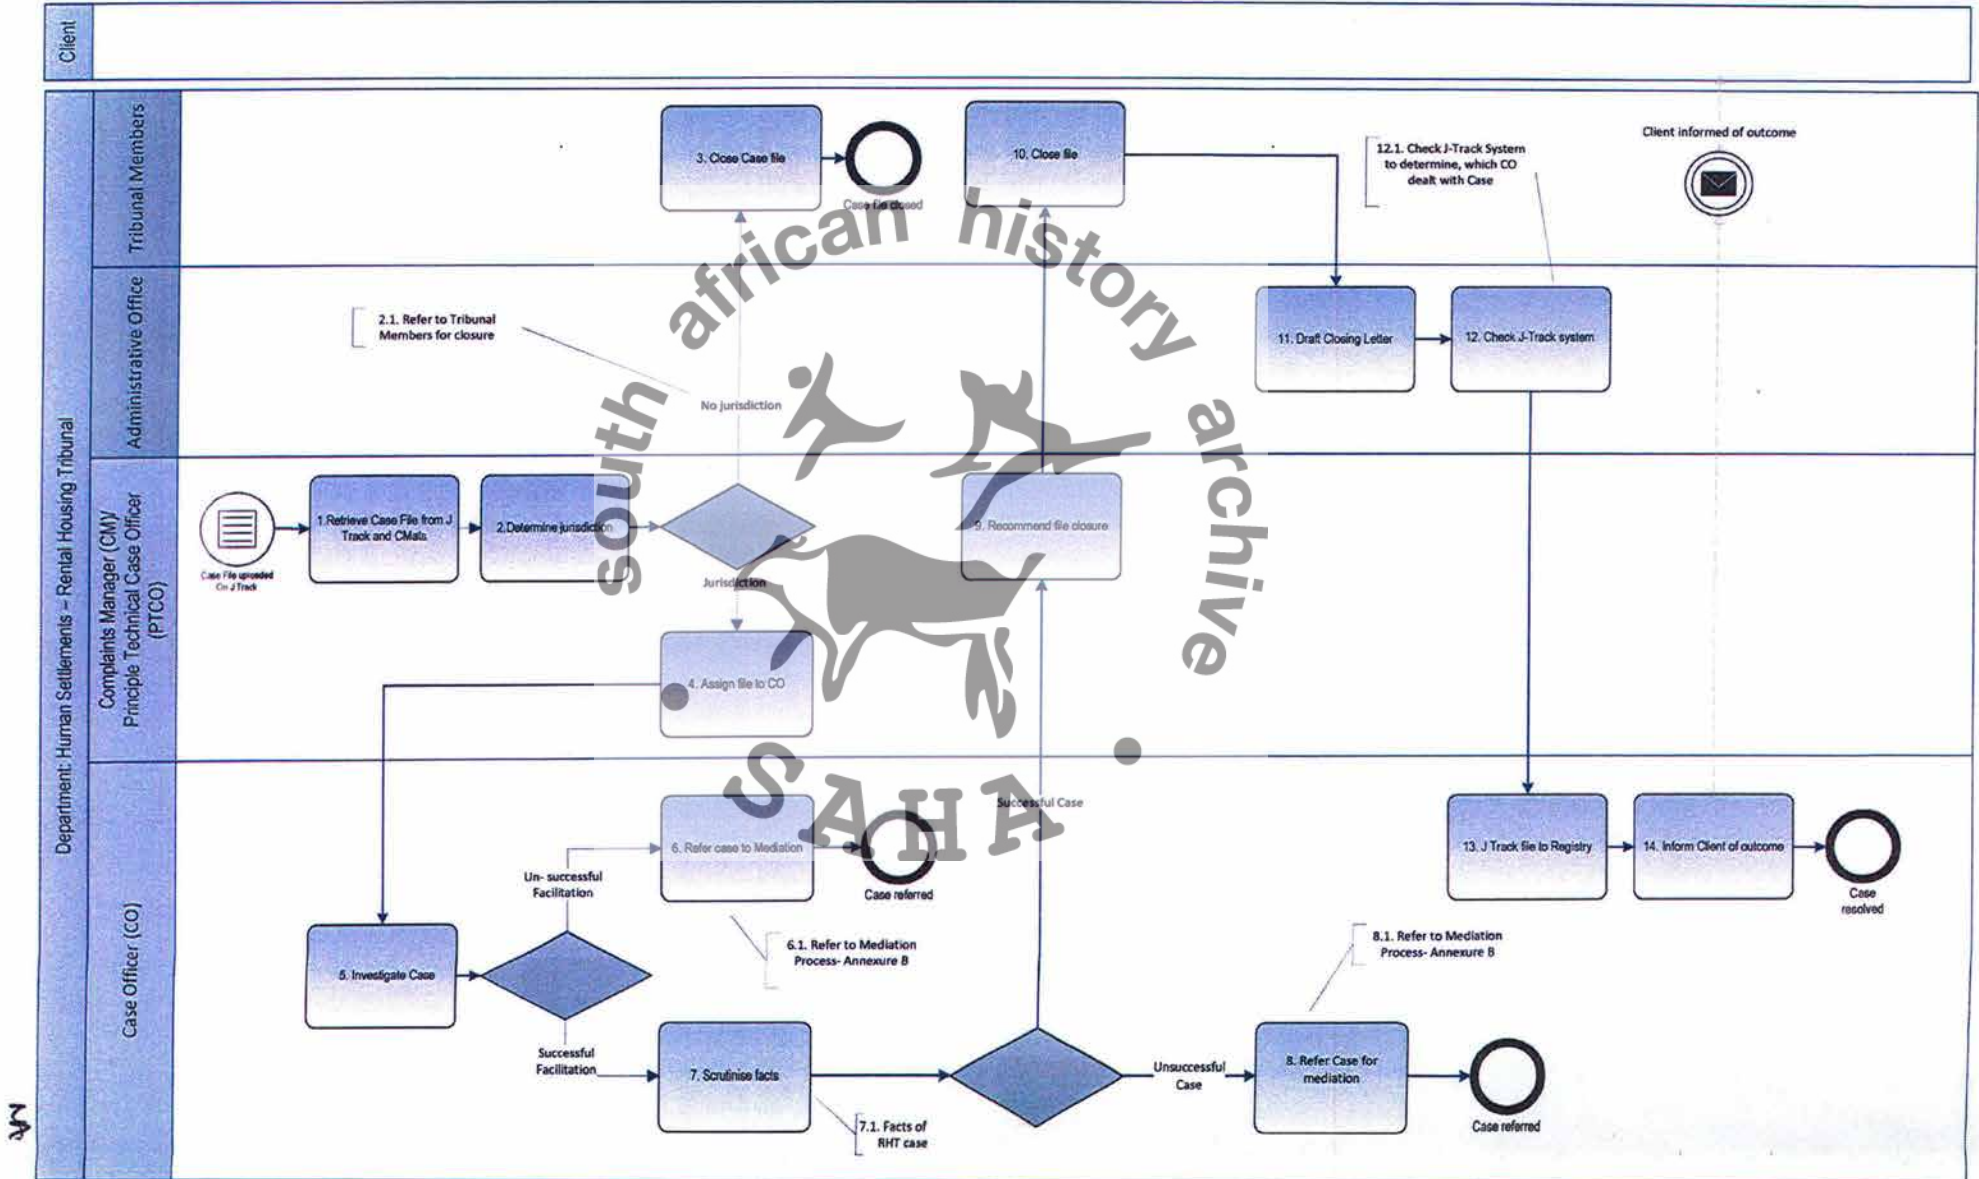 Client
Department: Human Settlements – Rental Housing Tribunal
Tribunal Members
3. Close Case file
Case file closed
10. Close file
12.1. Check J-Track System
to determine, which CO
dealt with Case
Client informed of outcome
Administrative Office
2.1. Refer to Tribunal
Members for closure
No jurisdiction
11. Draft Closing Letter
12. Check J-Track system
Complaints Manager (CM)/
Principle Technical Case Officer
(PTCO)
Case File uploaded
On J Track
1.Retrieve Case File from J
Track and CMats
2.Determine jurisdiction
Jurisdiction
4. Assign file to CO
9. Recommend file closure
Case Officer (CO)
5. Investigate Case
Un- successful
Facilitation
6. Refer case to Mediation
Case referred
6.1. Refer to Mediation
Process- Annexure B
Successful
Facilitation
7. Scrutinise facts
7.1. Facts of
RHT case
Successful Case
Unsuccessful
Case
8. Refer Case for
mediation
8.1. Refer to Mediation
Process- Annexure B
Case referred
13. J Track file to Registry
14. Inform Client of outcome
Case
resolved
south african history archive
SAHA